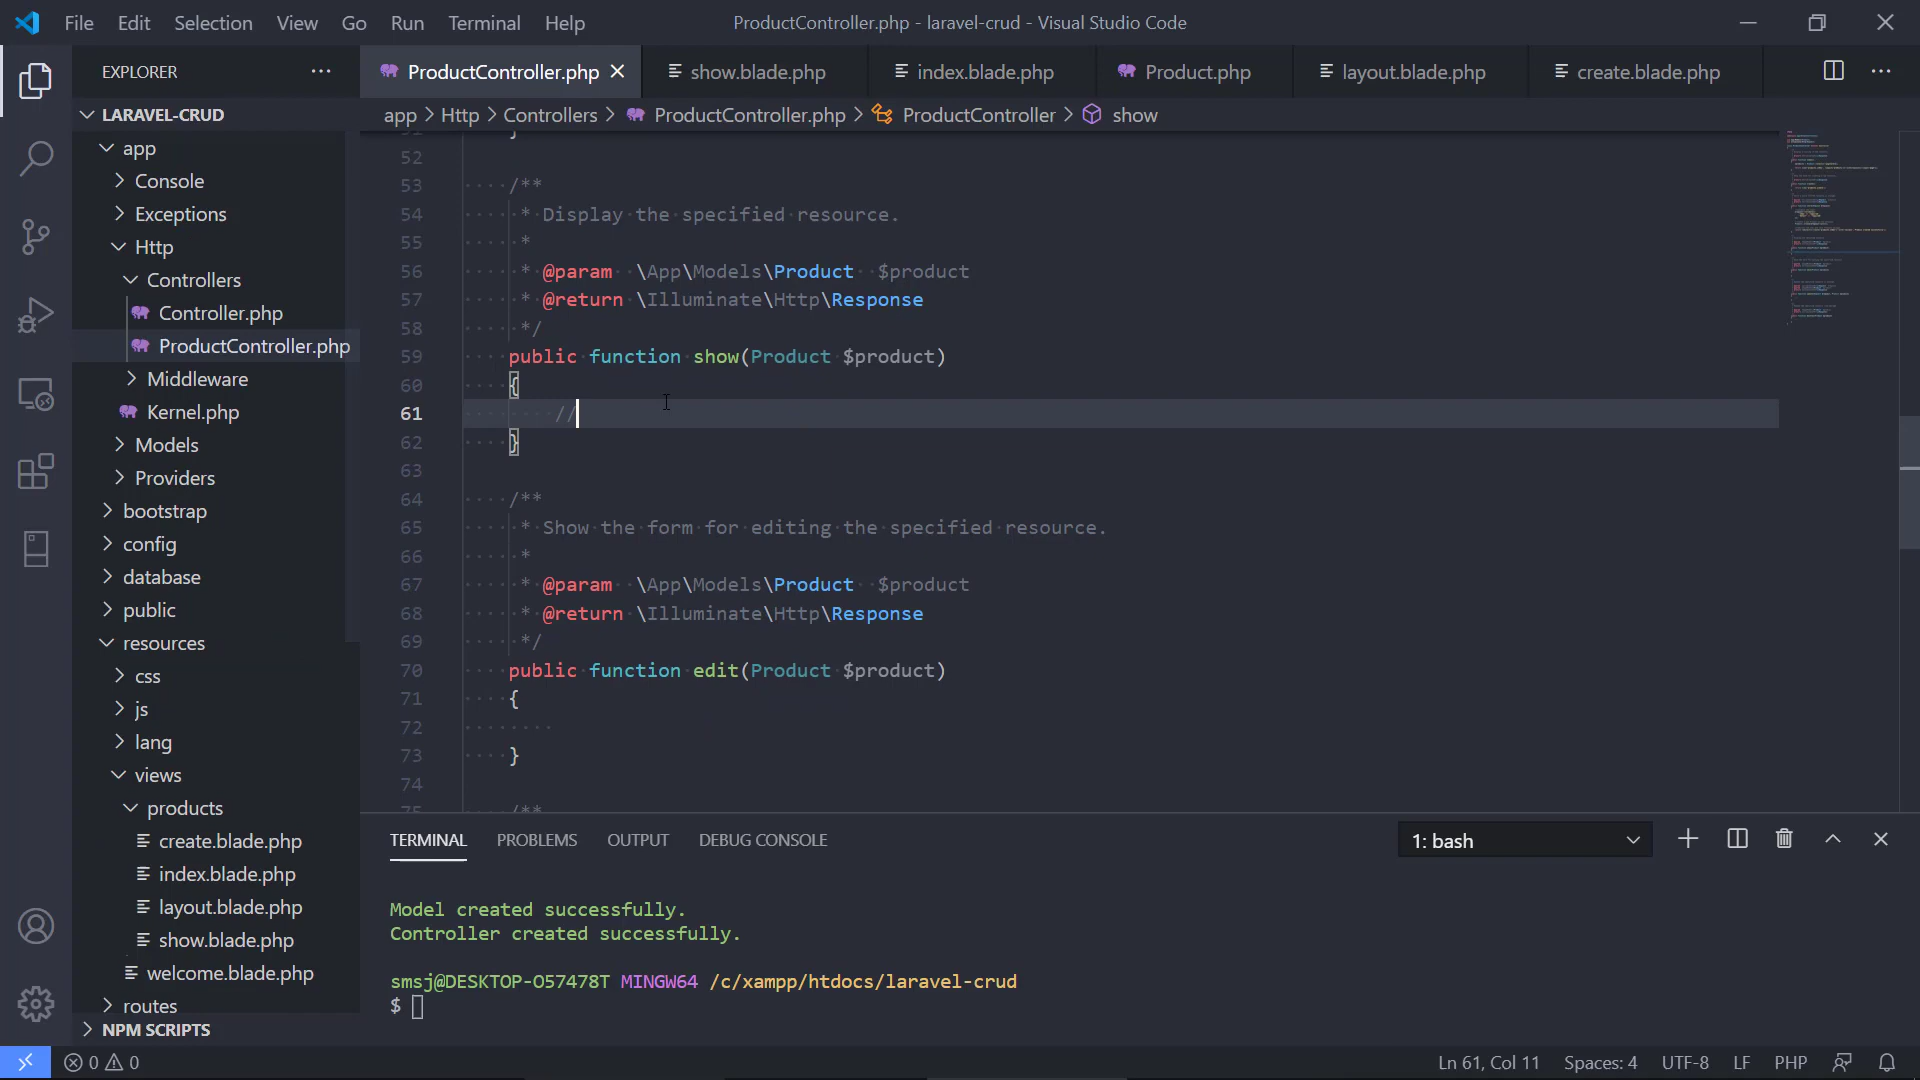 File Edit Selection View Go Run Terminal Help
ProductController.php - laravel-crud - Visual Studio Code
EXPLORER
ProductController.php
show.blade.php
index.blade.php
Product.php
layout.blade.php
create.blade.php
LARAVEL-CRUD
app > Http > Controllers > ProductController.php > ProductController > show
app
Console
Exceptions
Http
Controllers
Controller.php
ProductController.php
Middleware
Kernel.php
Models
Providers
bootstrap
config
database
public
resources
css
js
lang
views
products
create.blade.php
index.blade.php
layout.blade.php
show.blade.php
welcome.blade.php
routes
NPM SCRIPTS
51 }
52
53 /**
54 * Display the specified resource.
55 *
56 * @param  \App\Models\Product  $product
57 * @return \Illuminate\Http\Response
58 */
59 public function show(Product $product)
60 {
61 //
62 }
63
64 /**
65 * Show the form for editing the specified resource.
66 *
67 * @param  \App\Models\Product  $product
68 * @return \Illuminate\Http\Response
69 */
70 public function edit(Product $product)
71 {
72
73 }
74
75 /**
TERMINAL PROBLEMS OUTPUT DEBUG CONSOLE
1: bash
Model created successfully.
Controller created successfully.
smsj@DESKTOP-O57478T MINGW64 /c/xampp/htdocs/laravel-crud
$
0 0
Ln 61, Col 11 Spaces: 4 UTF-8 LF PHP